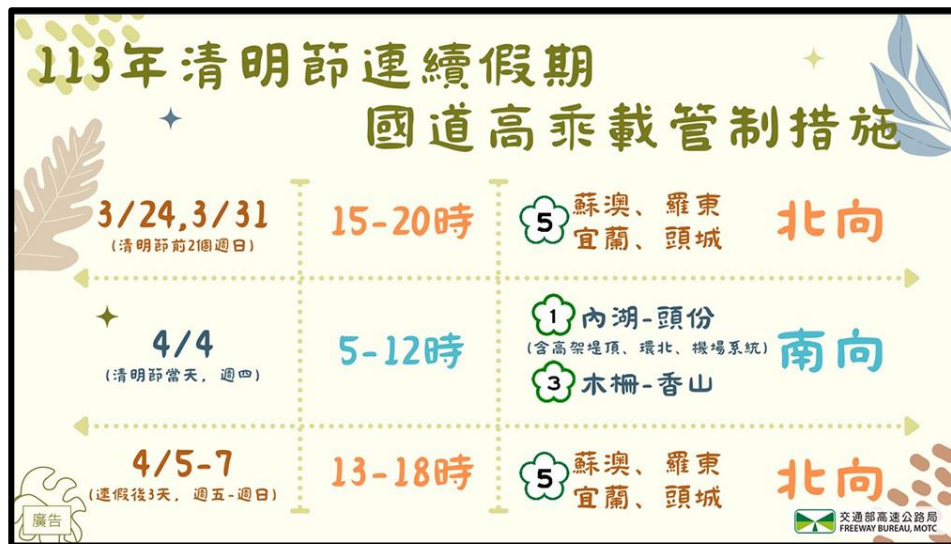 113年清明節連續假期
國道高乘載管制措施
3/24,3/31
(清明節前2個週日)
15-20時
5 蘇澳、羅東
宜蘭、頭城
北向
4/4
(清明節當天, 週四)
5-12時
1 內湖-頭份
(含高架堤頂、環北、機場系統)
3 木柵-香山
南向
4/5-7
(連假後3天, 週五-週日)
13-18時
5 蘇澳、羅東
宜蘭、頭城
北向
廣告
交通部高速公路局
FREEWAY BUREAU, MOTC